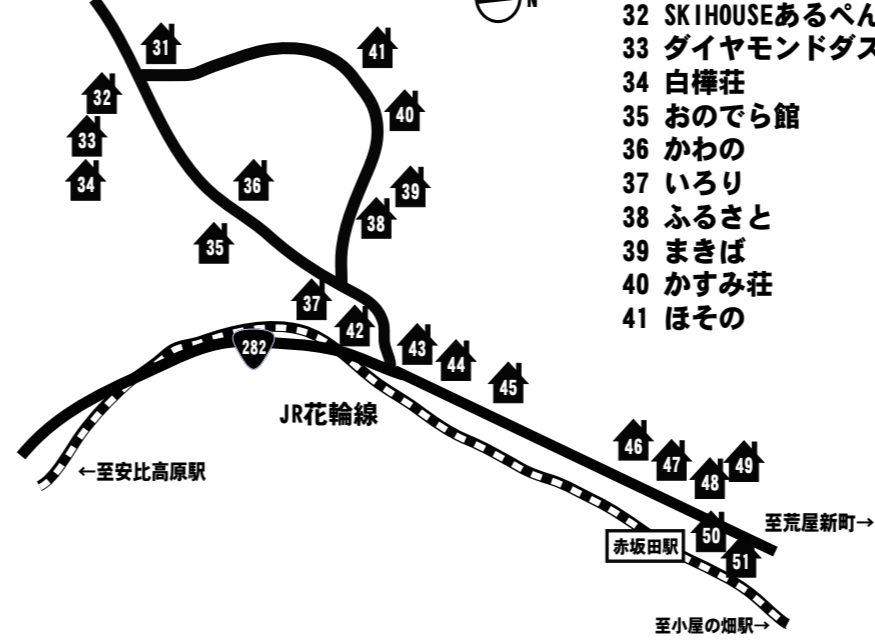 N
32 SKIHOUSEあるぺん
33 ダイヤモンドダス
34 白樺荘
35 おのでら館
36 かわの
37 いろり
38 ふるさと
39 まきば
40 かすみ荘
41 ほその
31
41
32
40
33
34
36
39
38
35
37
42
282
43
44
45
JR花輪線
46
47
48
49
←至安比高原駅
50
至荒屋新町→
赤坂田駅
51
至小屋の畑駅→